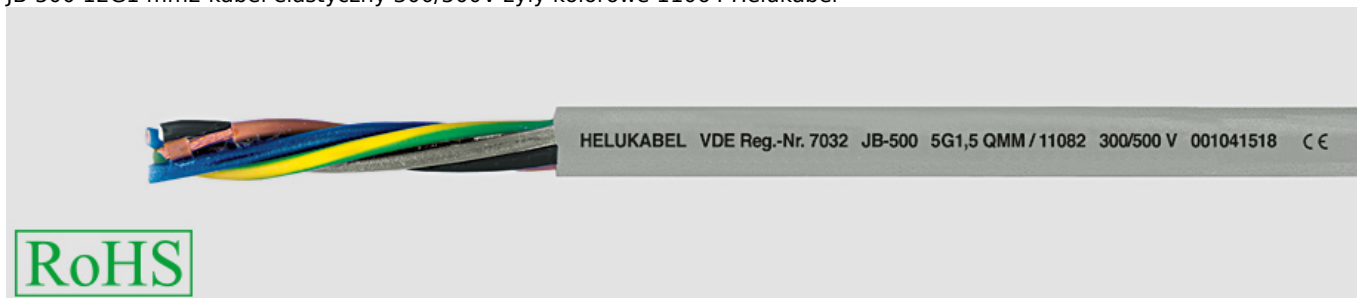 JB-500 12G1 mm2 kabel elastyczny 300/500V żyły kolorowe 11064 Helukabel
HELUKABEL VDE Reg.-Nr. 7032 JB-500 5G1,5 QMM / 11082 300/500 V 001041518 CE
RoHS